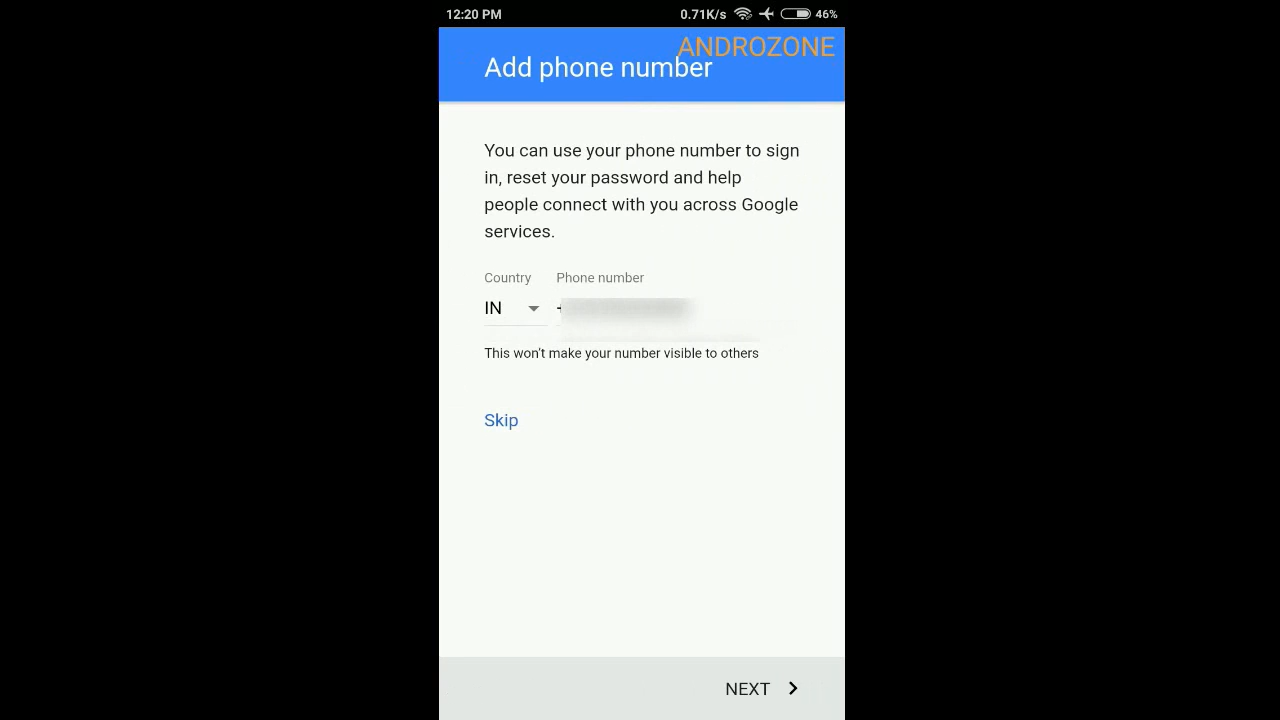 12:20 PM 0.71K/s 46%
ANDROZONE
Add phone number
You can use your phone number to sign
in, reset your password and help
people connect with you across Google
services.
Country Phone number
IN
This won't make your number visible to others
Skip
NEXT